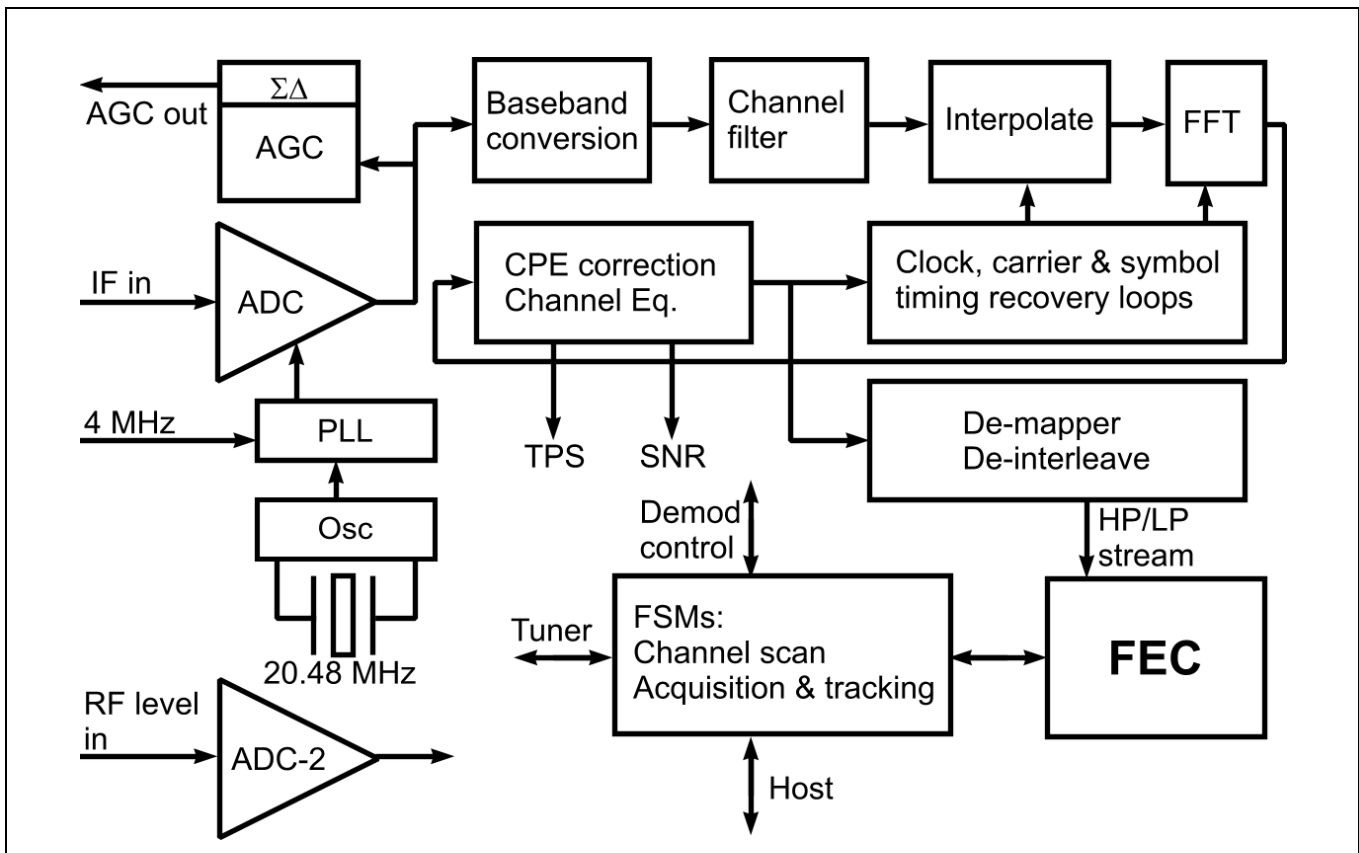 ΣΔ
AGC out
AGC
Baseband
conversion
Channel
filter
Interpolate
FFT
IF in
ADC
CPE correction
Channel Eq.
Clock, carrier & symbol
timing recovery loops
4 MHz
PLL
TPS
SNR
De-mapper
De-interleave
Osc
Demod
control
HP/LP
stream
20.48 MHz
Tuner
FSMs:
Channel scan
Acquisition & tracking
FEC
RF level
in
ADC-2
Host